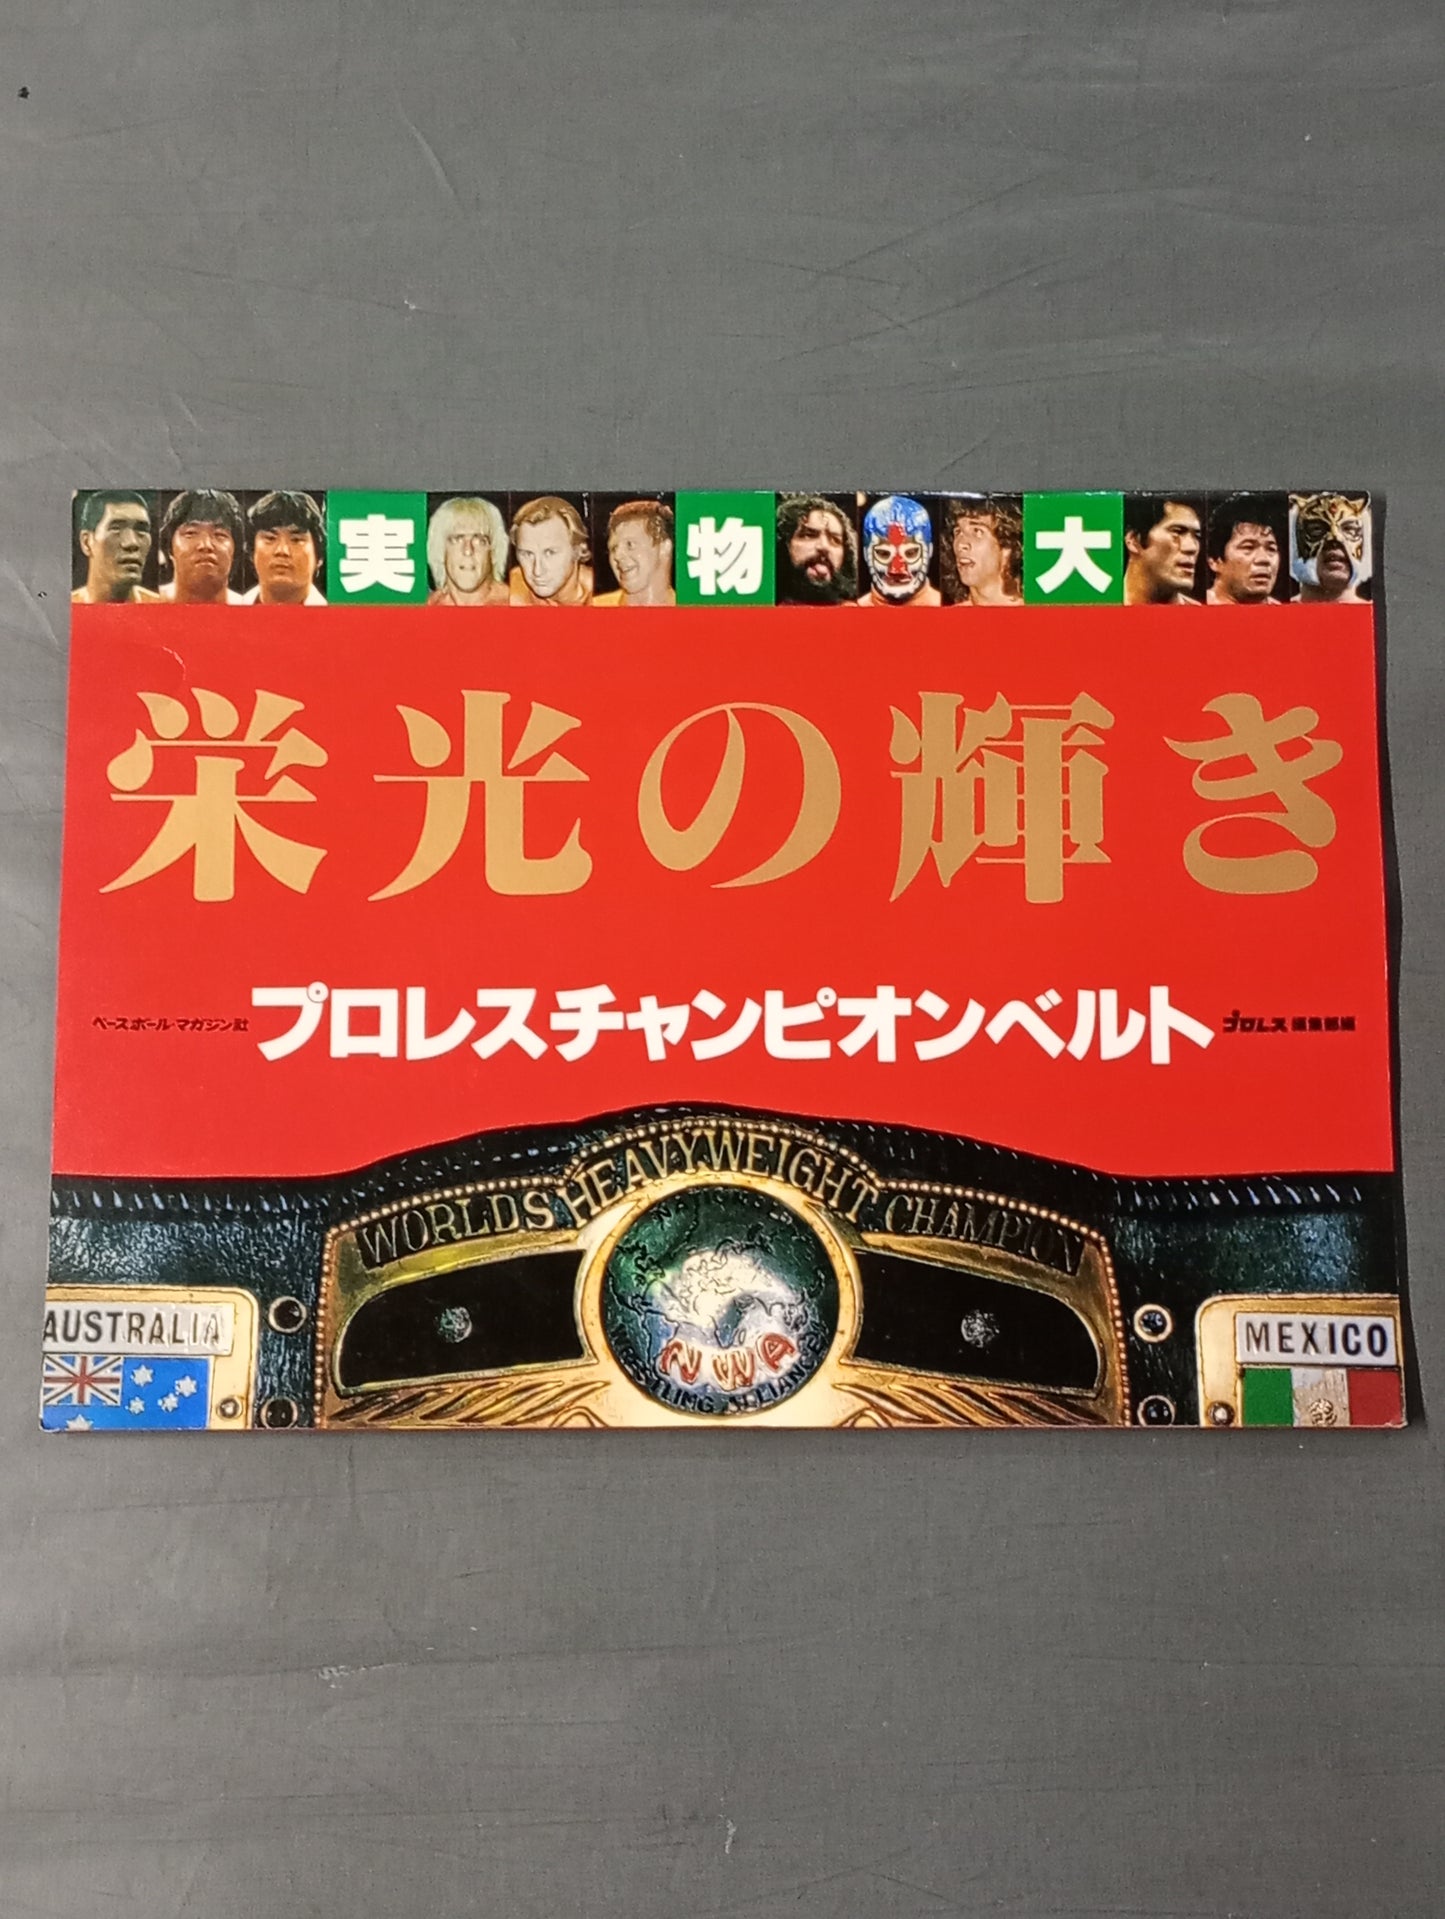 実物大
栄光の輝き
ベースボール・マガジン社 プロレスチャンピオンベルト プロレス編集部編
WORLDS HEAVYWEIGHT CHAMPION
NWA
WRESTLING ALLIANCE
AUSTRALIA
MEXICO